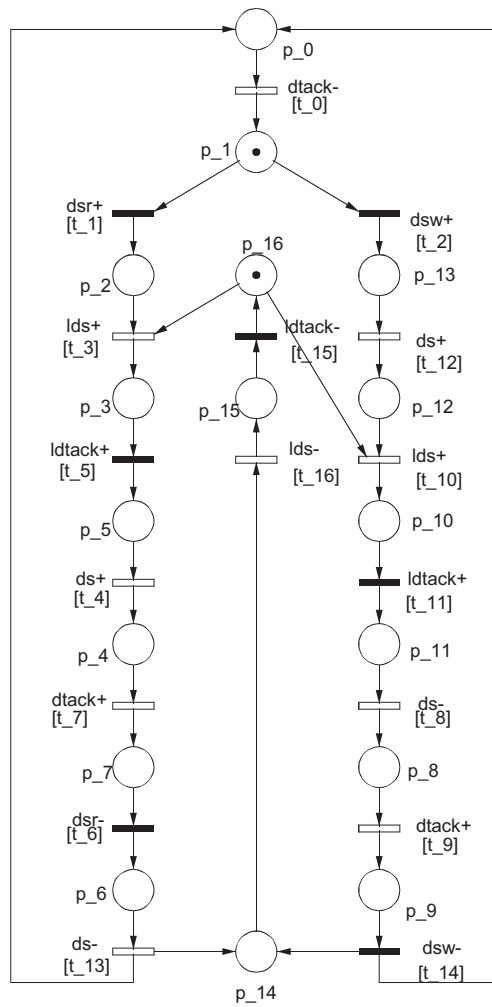 p_0
dtack-
[t_0]
p_1
dsr+
[t_1]
dsw+
[t_2]
p_16
p_2
p_13
lds+
[t_3]
ldtack-
[t_15]
ds+
[t_12]
p_3
p_15
p_12
ldtack+
[t_5]
lds-
[t_16]
lds+
[t_10]
p_5
p_10
ds+
[t_4]
ldtack+
[t_11]
p_4
p_11
dtack+
[t_7]
ds-
[t_8]
p_7
p_8
dsr-
[t_6]
dtack+
[t_9]
p_6
p_9
ds-
[t_13]
dsw-
[t_14]
p_14